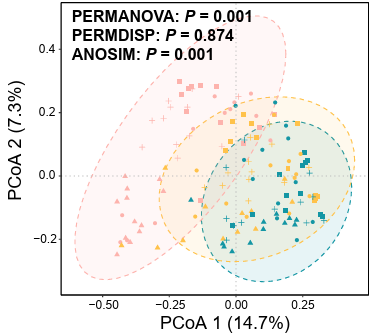 PERMANOVA: P = 0.001
PERMDISP: P = 0.874
ANOSIM: P = 0.001
0.4
0.2
0.0
−0.2
PCoA 2 (7.3%)
−0.50
−0.25
0.00
0.25
PCoA 1 (14.7%)